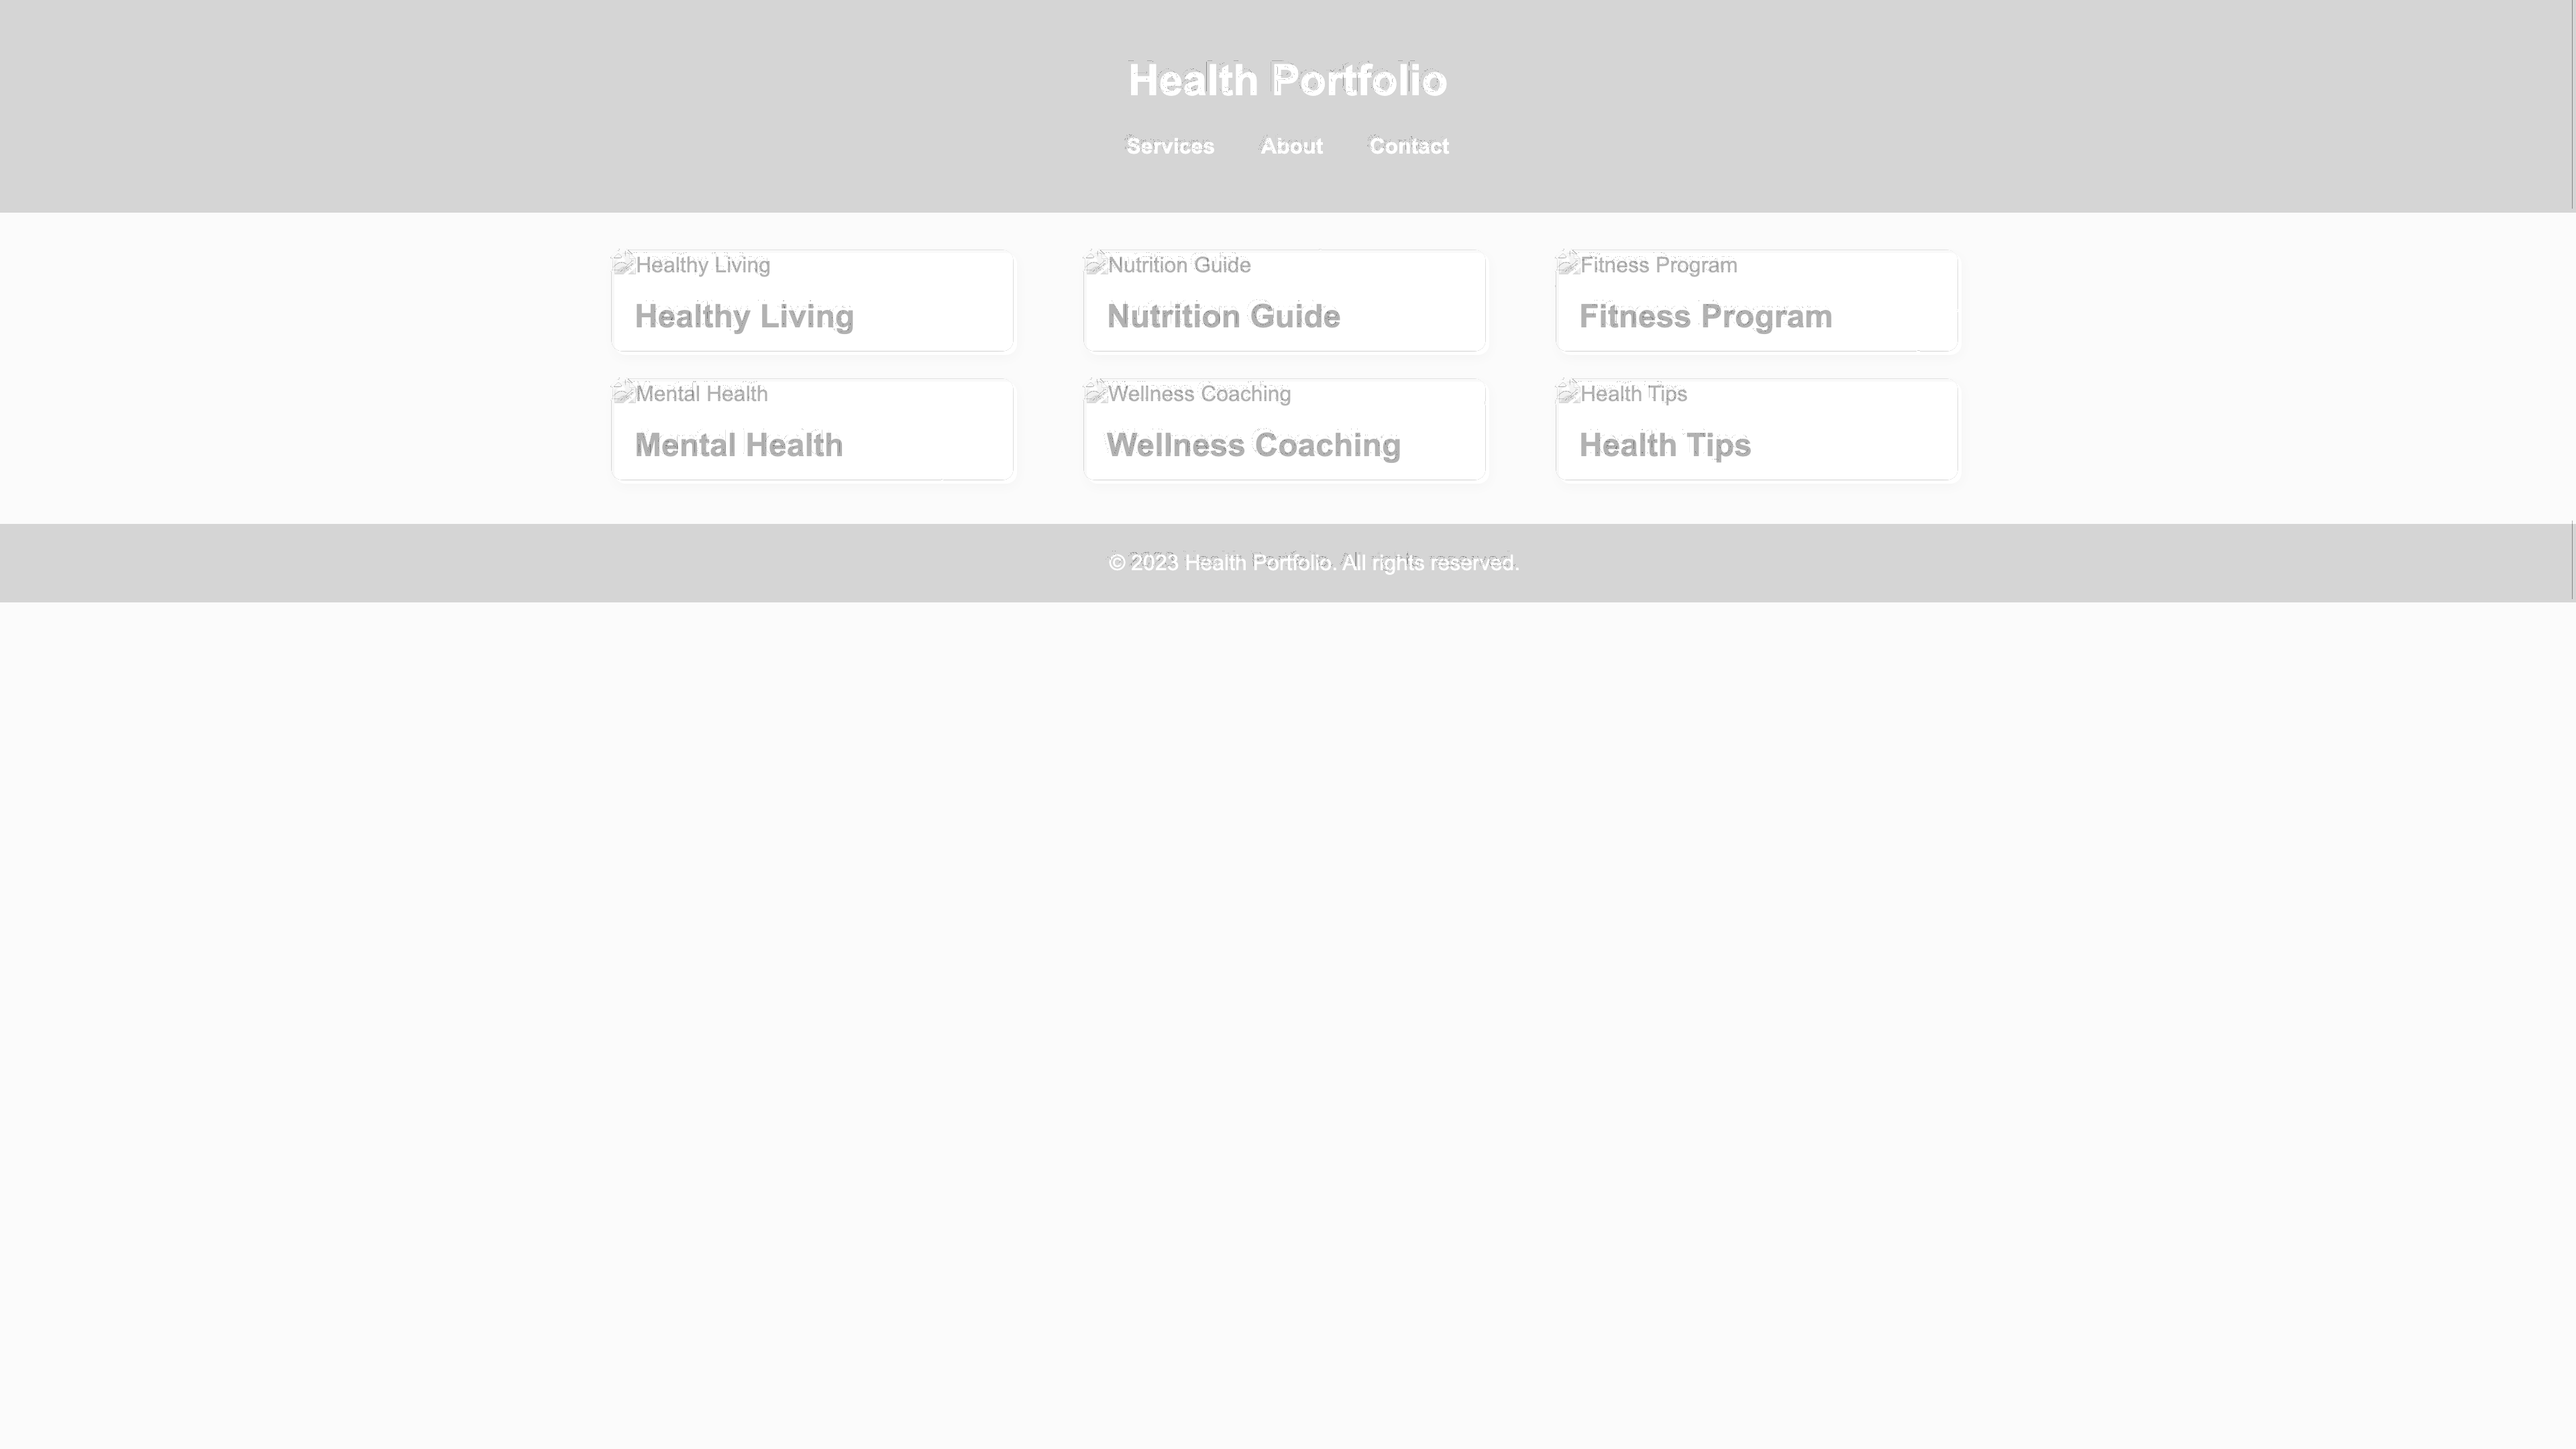 Health Portfolio
Services About Contact
Healthy Living Nutrition Guide Fitness Program
Healthy Living Nutrition Guide Fitness Program
Mental Health Wellness Coaching Health Tips
Mental Health Wellness Coaching Health Tips
© 2023 Health Portfolio. All rights reserved.